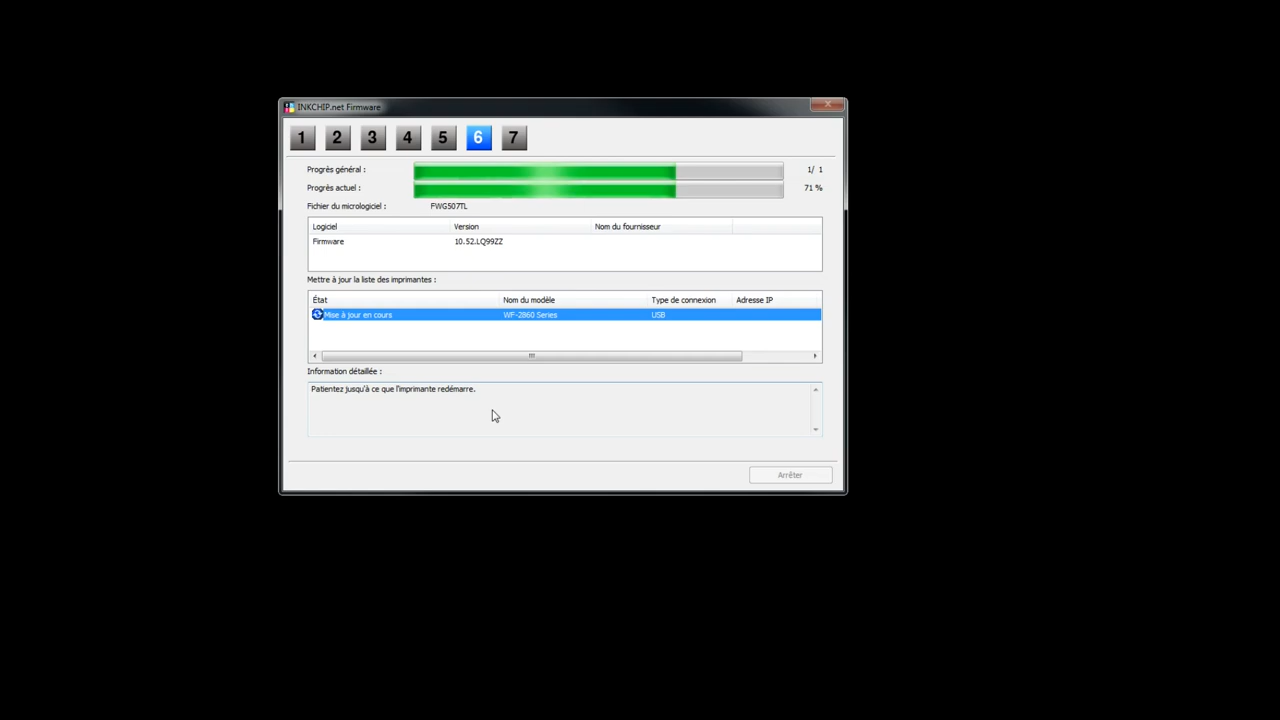 INKCHIP.net Firmware
1 2 3 4 5 6 7
Progrès général : 1/ 1
Progrès actuel : 71 %
Fichier du micrologiciel : FWG507TL
Logiciel Version Nom du fournisseur
Firmware 10.52.LQ99ZZ
Mettre à jour la liste des imprimantes :
État Nom du modèle Type de connexion Adresse IP
Mise à jour en cours WF-2860 Series USB
Information détaillée :
Patientez jusqu'à ce que l'imprimante redémarre.
Arrêter